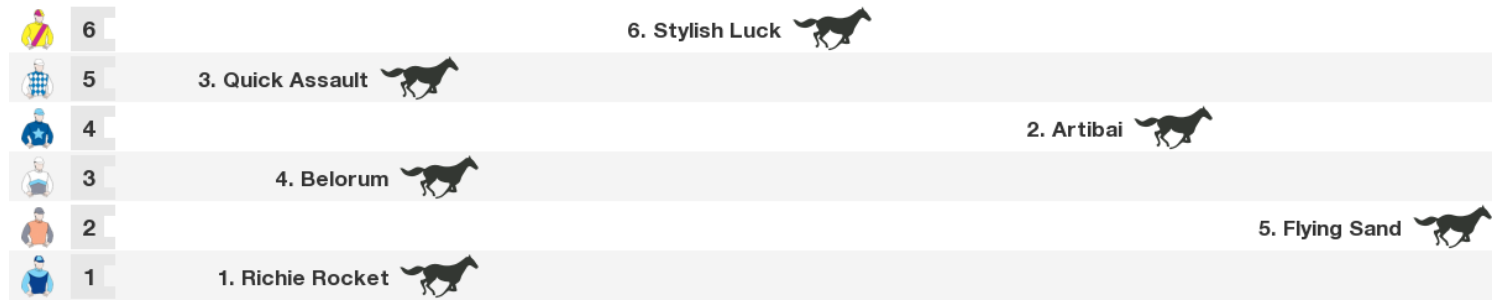 6 6. Stylish Luck
5 3. Quick Assault
4 2. Artibai
3 4. Belorum
2 5. Flying Sand
1 1. Richie Rocket